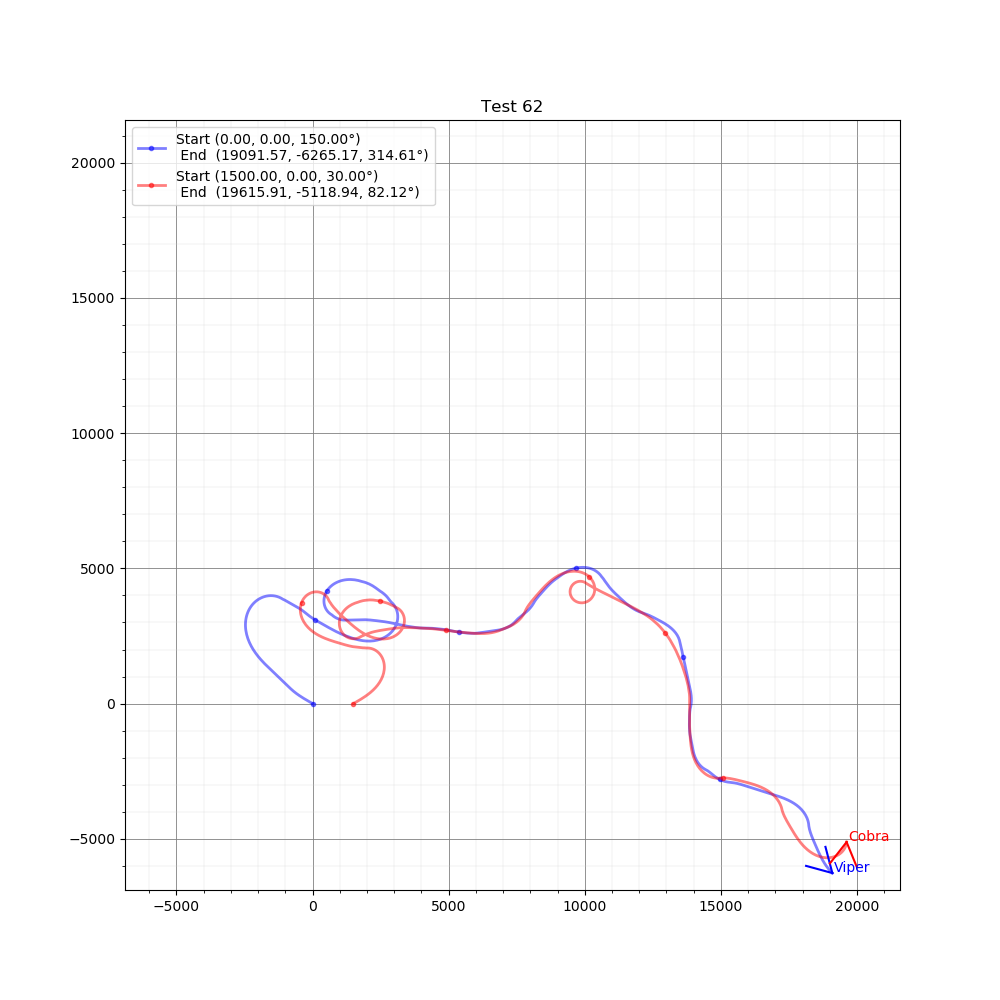 Test 62
Start (0.00, 0.00, 150.00°)
End  (19091.57, -6265.17, 314.61°)
Start (1500.00, 0.00, 30.00°)
End  (19615.91, -5118.94, 82.12°)
20000
15000
10000
5000
0
−5000
Cobra
Viper
−5000 0 5000 10000 15000 20000